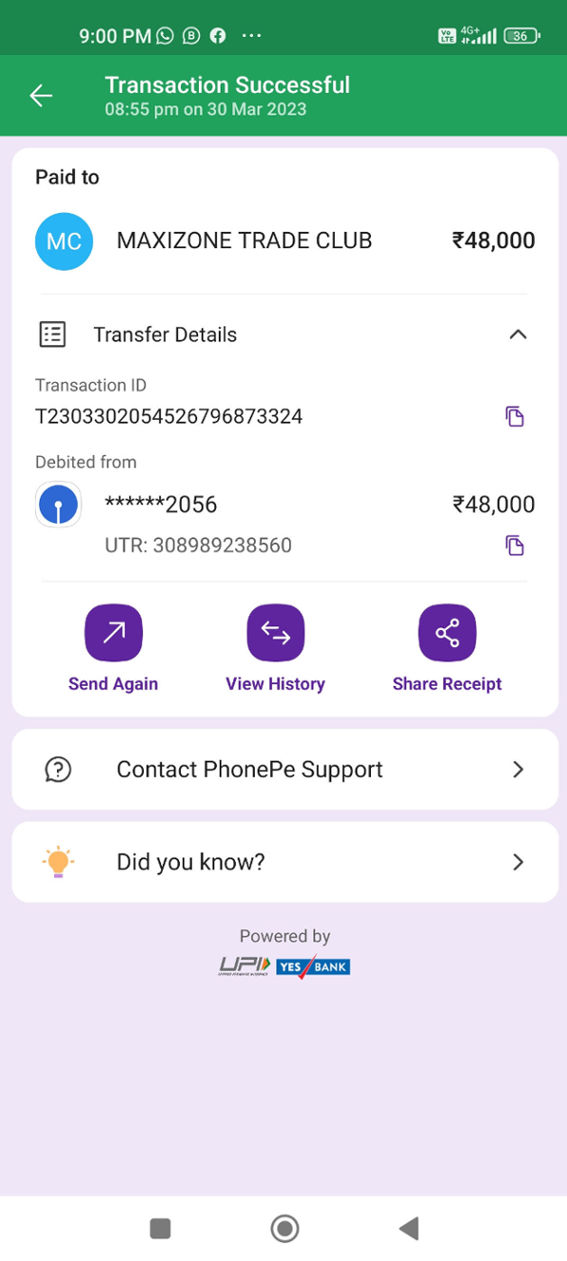 9:00 PM
4G+
Vo LTE
36
Transaction Successful
08:55 pm on 30 Mar 2023
Paid to
MC
MAXIZONE TRADE CLUB
₹48,000
Transfer Details
Transaction ID
T2303302054526796873324
Debited from
******2056
₹48,000
UTR: 308989238560
Send Again
View History
Share Receipt
Contact PhonePe Support
Did you know?
Powered by
UPI
YES BANK